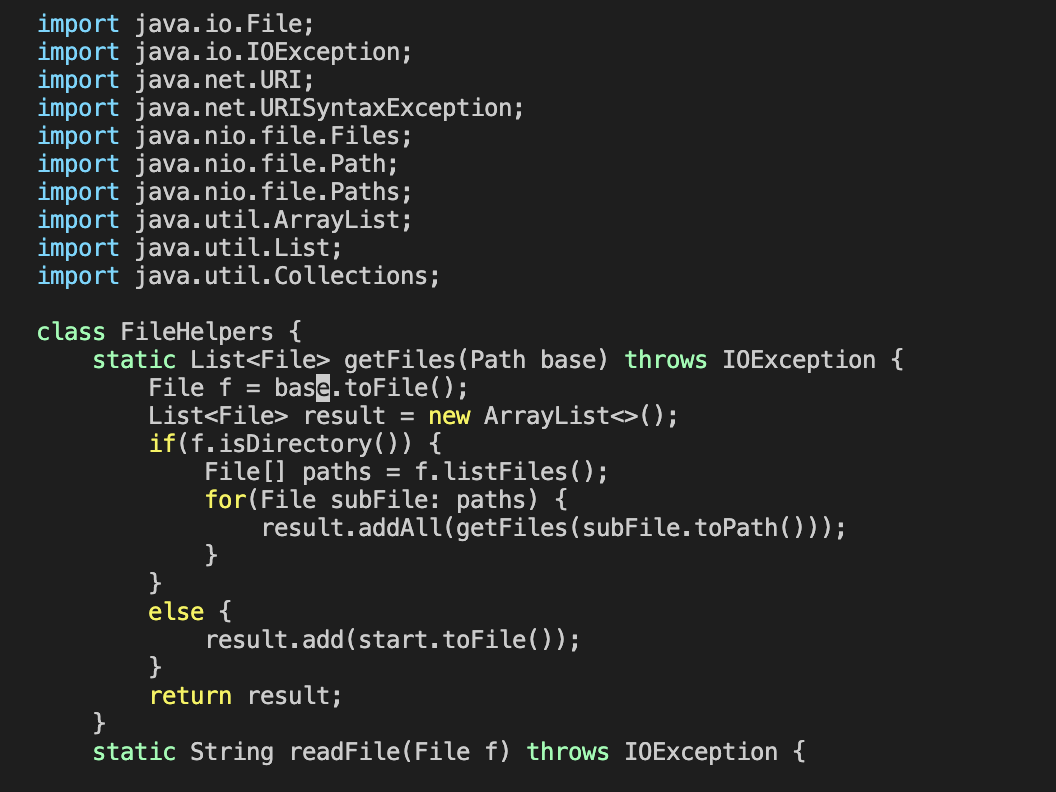 import java.io.File;
import java.io.IOException;
import java.net.URI;
import java.net.URISyntaxException;
import java.nio.file.Files;
import java.nio.file.Path;
import java.nio.file.Paths;
import java.util.ArrayList;
import java.util.List;
import java.util.Collections;

class FileHelpers {
    static List<File> getFiles(Path base) throws IOException {
        File f = base.toFile();
        List<File> result = new ArrayList<>();
        if(f.isDirectory()) {
            File[] paths = f.listFiles();
            for(File subFile: paths) {
                result.addAll(getFiles(subFile.toPath()));
            }
        }
        else {
            result.add(start.toFile());
        }
        return result;
    }
    static String readFile(File f) throws IOException {